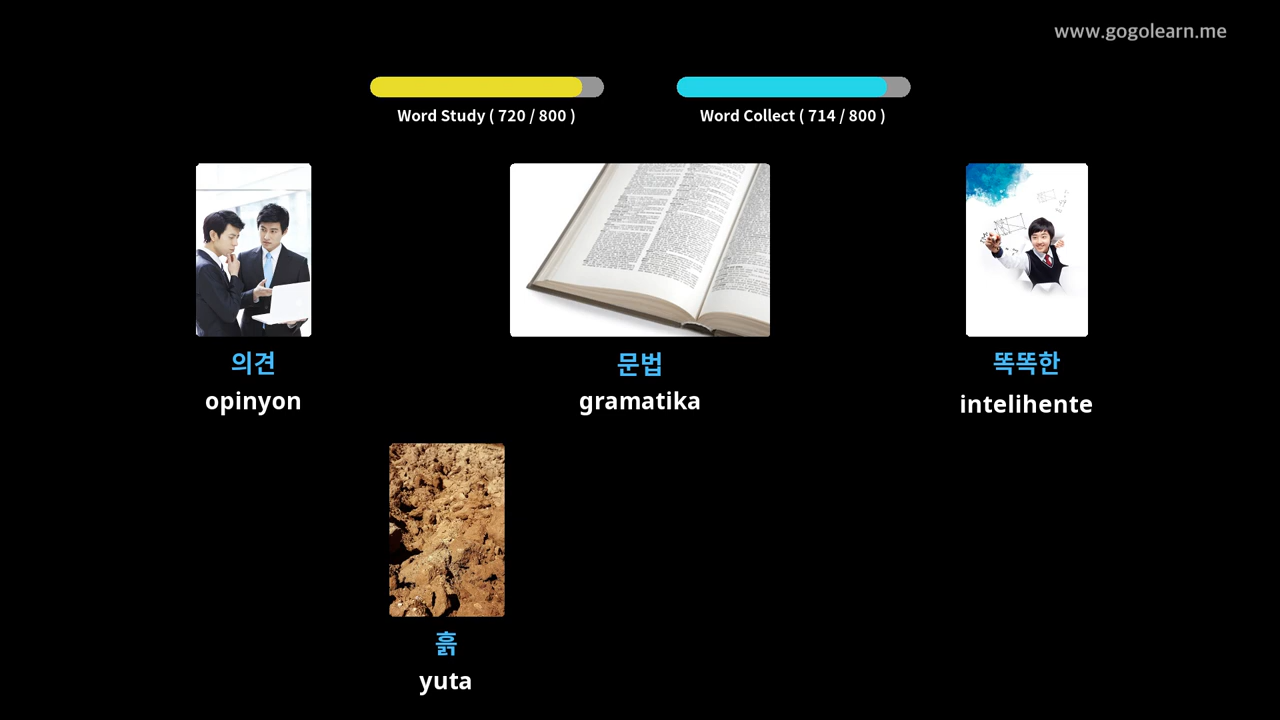 www.gogolearn.me
Word Study ( 720 / 800 )
Word Collect ( 714 / 800 )
의견
opinyon
문법
gramatika
똑똑한
intelihente
흙
yuta